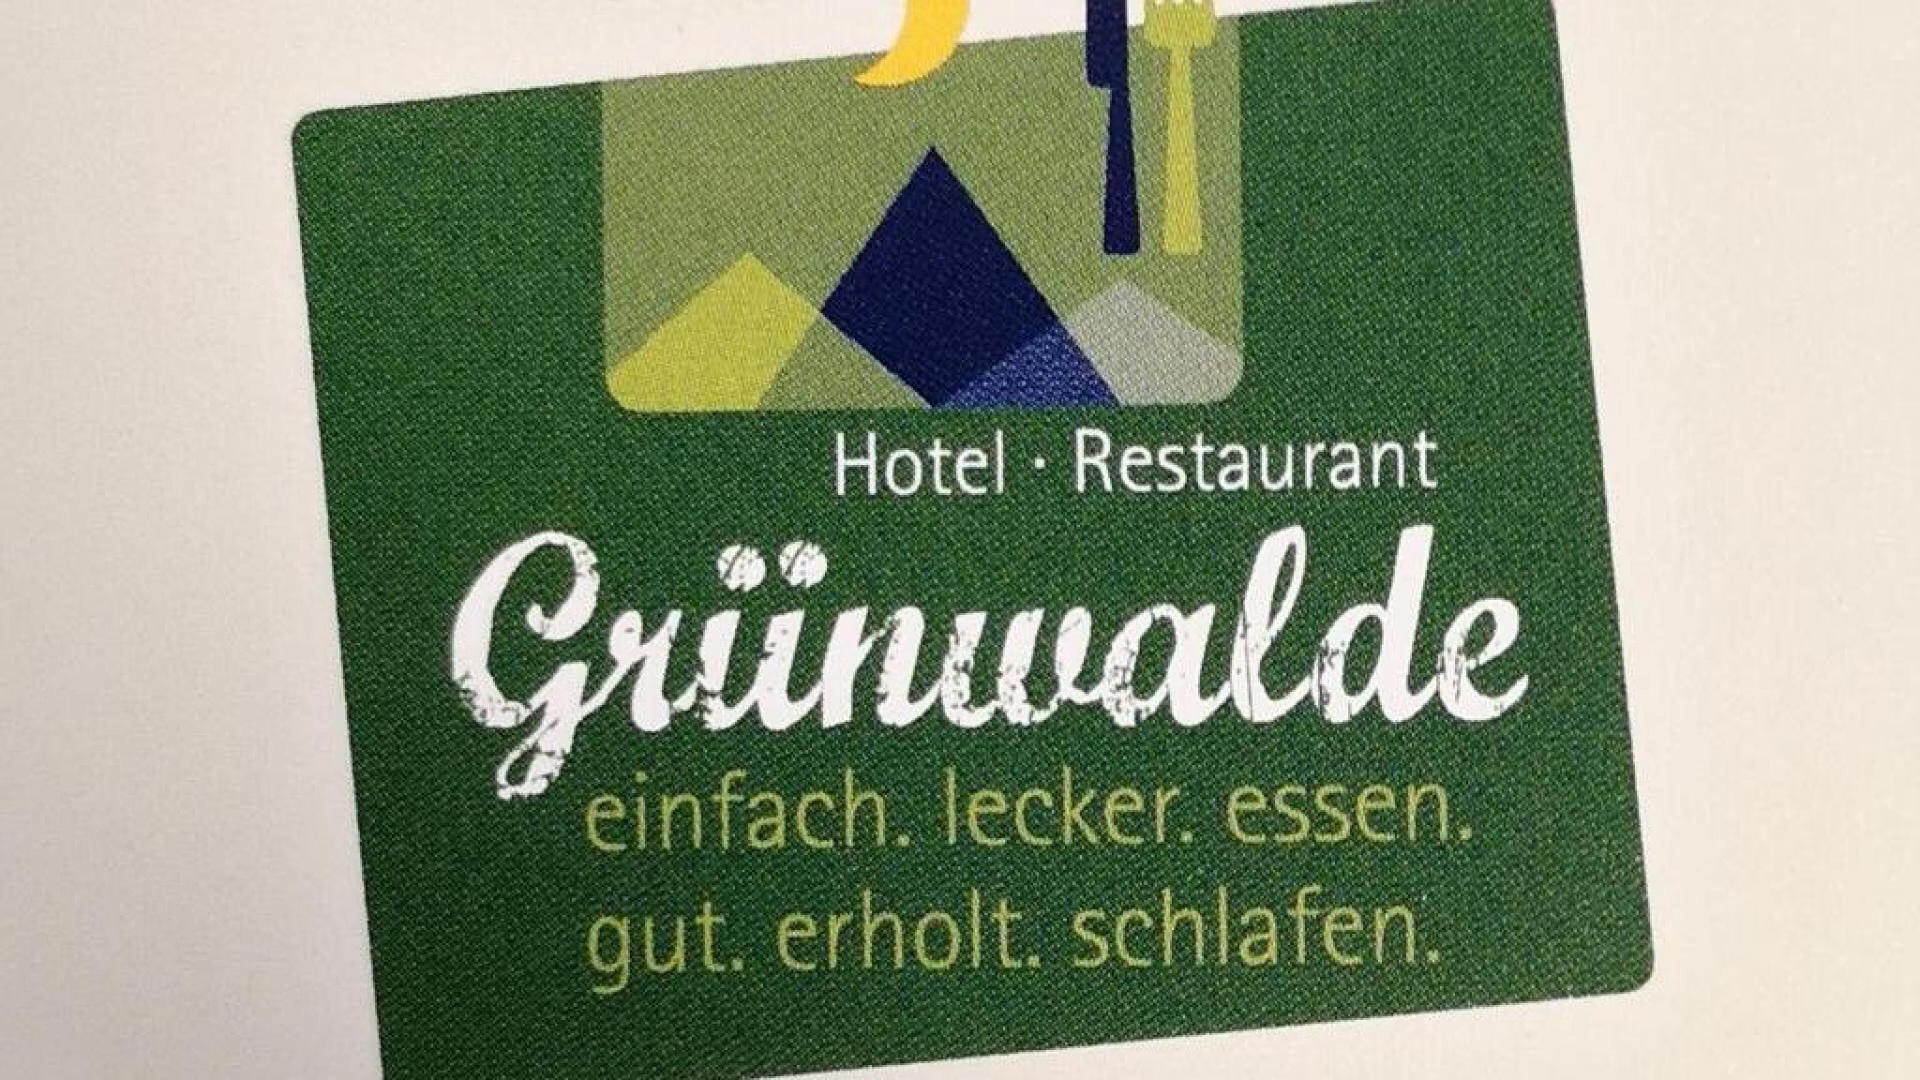 Hotel · Restaurant
Grünwalde
einfach. lecker. essen.
gut. erholt. schlafen.